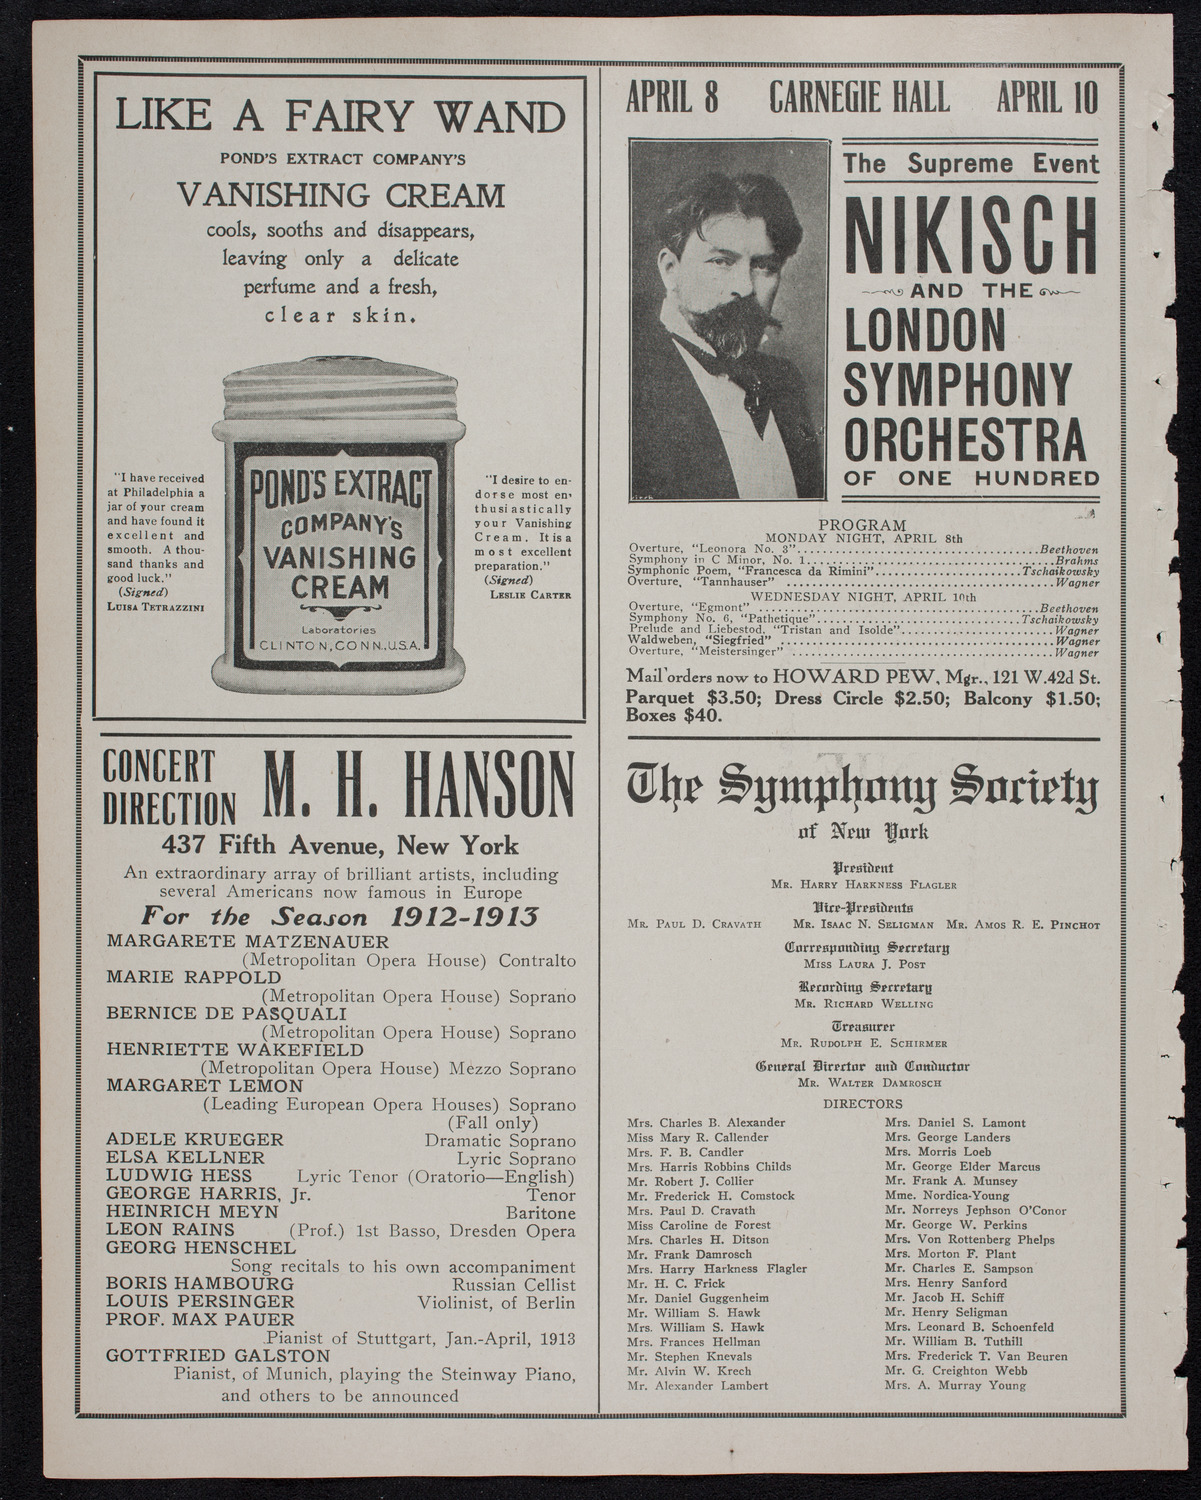 LIKE A FAIRY WAND
POND'S EXTRACT COMPANY'S
VANISHING CREAM
cools, sooths and disappears,
leaving only a delicate
perfume and a fresh,
clear skin.
"I have received
at Philadelphia a
jar of your cream
and have found it
excellent and
smooth. A thou-
sand thanks and
good luck."
(Signed)
LUISA TETRAZZINI
POND'S EXTRACT
COMPANY'S
VANISHING
CREAM
Laboratories
CLINTON, CONN., U.S.A.
"I desire to en-
dorse most en-
thusiastically
your Vanishing
Cream. It is a
most excellent
preparation."
(Signed)
LESLIE CARTER
CONCERT
DIRECTION
M. H. HANSON
437 Fifth Avenue, New York
An extraordinary array of brilliant artists, including
several Americans now famous in Europe
For the Season 1912-1913
MARGARETE MATZENAUER
(Metropolitan Opera House) Contralto
MARIE RAPPOLD
(Metropolitan Opera House) Soprano
BERNICE DE PASQUALI
(Metropolitan Opera House) Soprano
HENRIETTE WAKEFIELD
(Metropolitan Opera House) Mezzo Soprano
MARGARET LEMON
(Leading European Opera Houses) Soprano
(Fall only)
ADELE KRUEGER Dramatic Soprano
ELSA KELLNER Lyric Soprano
LUDWIG HESS Lyric Tenor (Oratorio—English)
GEORGE HARRIS, Jr. Tenor
HEINRICH MEYN Baritone
LEON RAINS (Prof.) 1st Basso, Dresden Opera
GEORG HENSCHEL
Song recitals to his own accompaniment
BORIS HAMBOURG Russian Cellist
LOUIS PERSINGER Violinist, of Berlin
PROF. MAX PAUER
Pianist of Stuttgart, Jan.-April, 1913
GOTTFRIED GALSTON
Pianist, of Munich, playing the Steinway Piano,
and others to be announced
APRIL 8 CARNEGIE HALL APRIL 10
The Supreme Event
NIKISCH
AND THE
LONDON
SYMPHONY
ORCHESTRA
OF ONE HUNDRED
PROGRAM
MONDAY NIGHT, APRIL 8th
Overture, "Leonora No. 3"..............Beethoven
Symphony in C Minor, No. 1..............Brahms
Symphonic Poem, "Francesca da Rimini"..............Tschaikowsky
Overture, "Tannhauser" ..............Wagner
WEDNESDAY NIGHT, APRIL 10th
Overture, "Egmont" ..............Beethoven
Symphony No. 6, "Pathetique"..............Tschaikowsky
Prelude and Liebestod, "Tristan and Isolde"..............Wagner
Waldweben, "Siegfried" ..............Wagner
Overture, "Meistersinger" ..............Wagner
Mail orders now to HOWARD PEW, Mgr., 121 W.42d St.
Parquet $3.50; Dress Circle $2.50; Balcony $1.50;
Boxes $40.
The Symphony Society
of New York
President
MR. HARRY HARKNESS FLAGLER
Vice-Presidents
MR. PAUL D. CRAVATH MR. ISAAC N. SELIGMAN MR. AMOS R. E. PINCHOT
Corresponding Secretary
MISS LAURA J. POST
Recording Secretary
MR. RICHARD WELLING
Treasurer
MR. RUDOLPH E. SCHIRMER
General Director and Conductor
MR. WALTER DAMROSCH
DIRECTORS
Mrs. Charles B. Alexander
Miss Mary R. Callender
Mrs. F. B. Candler
Mrs. Harris Robbins Childs
Mr. Robert J. Collier
Mr. Frederick H. Comstock
Mrs. Paul D. Cravath
Miss Caroline de Forest
Mrs. Charles H. Ditson
Mr. Frank Damrosch
Mrs. Harry Harkness Flagler
Mr. H. C. Frick
Mr. Daniel Guggenheim
Mr. William S. Hawk
Mrs. William S. Hawk
Mrs. Frances Hellman
Mr. Stephen Knevals
Mr. Alvin W. Krech
Mr. Alexander Lambert
Mrs. Daniel S. Lamont
Mrs. George Landers
Mrs. Morris Loeb
Mr. George Elder Marcus
Mr. Frank A. Munsey
Mme. Nordica-Young
Mr. Norreys Jephson O'Conor
Mr. George W. Perkins
Mrs. Von Rottenberg Phelps
Mrs. Morton F. Plant
Mr. Charles E. Sampson
Mrs. Henry Sanford
Mr. Jacob H. Schiff
Mr. Henry Seligman
Mrs. Leonard B. Schoenfeld
Mr. William B. Tuthill
Mrs. Frederick T. Van Beuren
Mr. G. Creighton Webb
Mrs. A. Murray Young